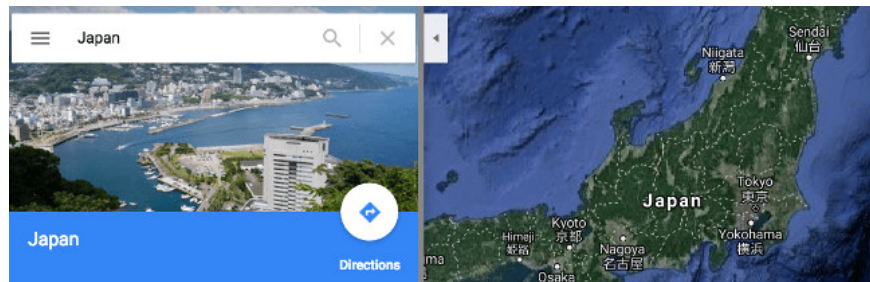 Japan
Japan
Directions
Sendai
仙台
Niigata
新潟
Japan
Tokyo
東京
Yokohama
横浜
Kyoto
京都
Himeji
姫路
Nagoya
名古屋
Osaka